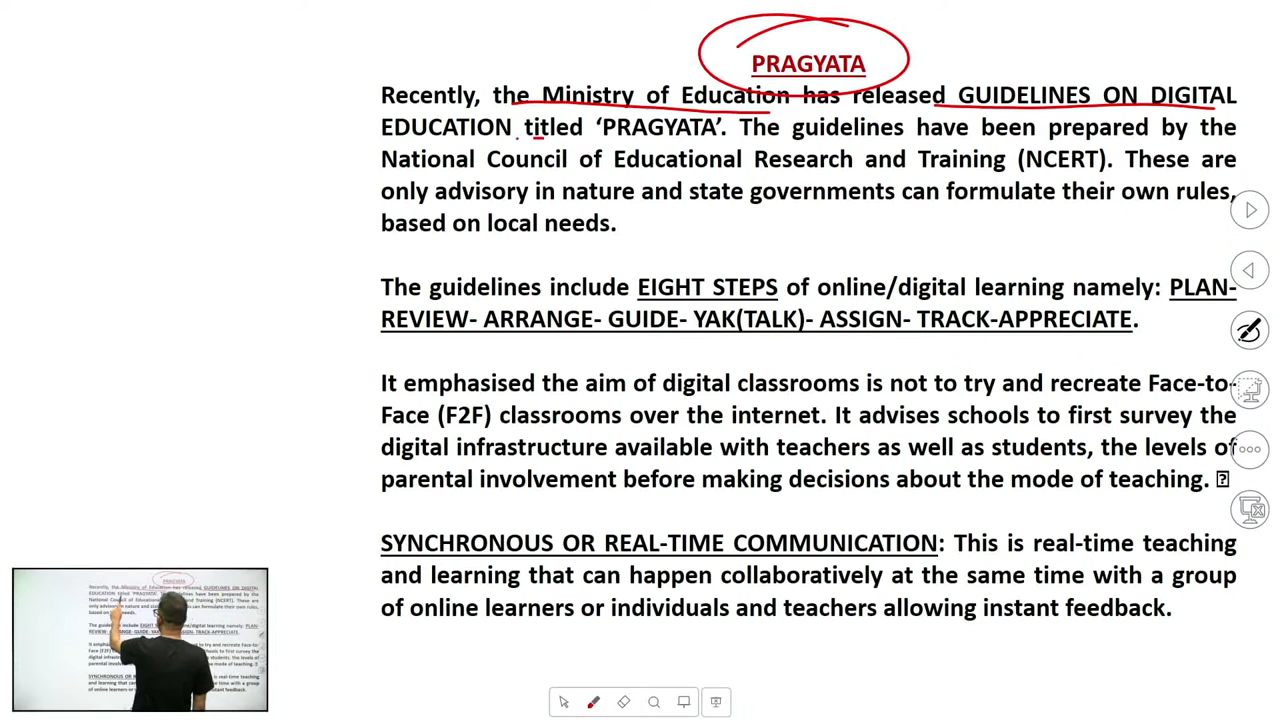 PRAGYATA
Recently, the Ministry of Education has released GUIDELINES ON DIGITAL
EDUCATION titled ‘PRAGYATA’. The guidelines have been prepared by the
National Council of Educational Research and Training (NCERT). These are
only advisory in nature and state governments can formulate their own rules,
based on local needs.
The guidelines include EIGHT STEPS of online/digital learning namely: PLAN-
REVIEW- ARRANGE- GUIDE- YAK(TALK)- ASSIGN- TRACK-APPRECIATE.
It emphasised the aim of digital classrooms is not to try and recreate Face-to-
Face (F2F) classrooms over the internet. It advises schools to first survey the
digital infrastructure available with teachers as well as students, the levels of
parental involvement before making decisions about the mode of teaching.
SYNCHRONOUS OR REAL-TIME COMMUNICATION: This is real-time teaching
and learning that can happen collaboratively at the same time with a group
of online learners or individuals and teachers allowing instant feedback.